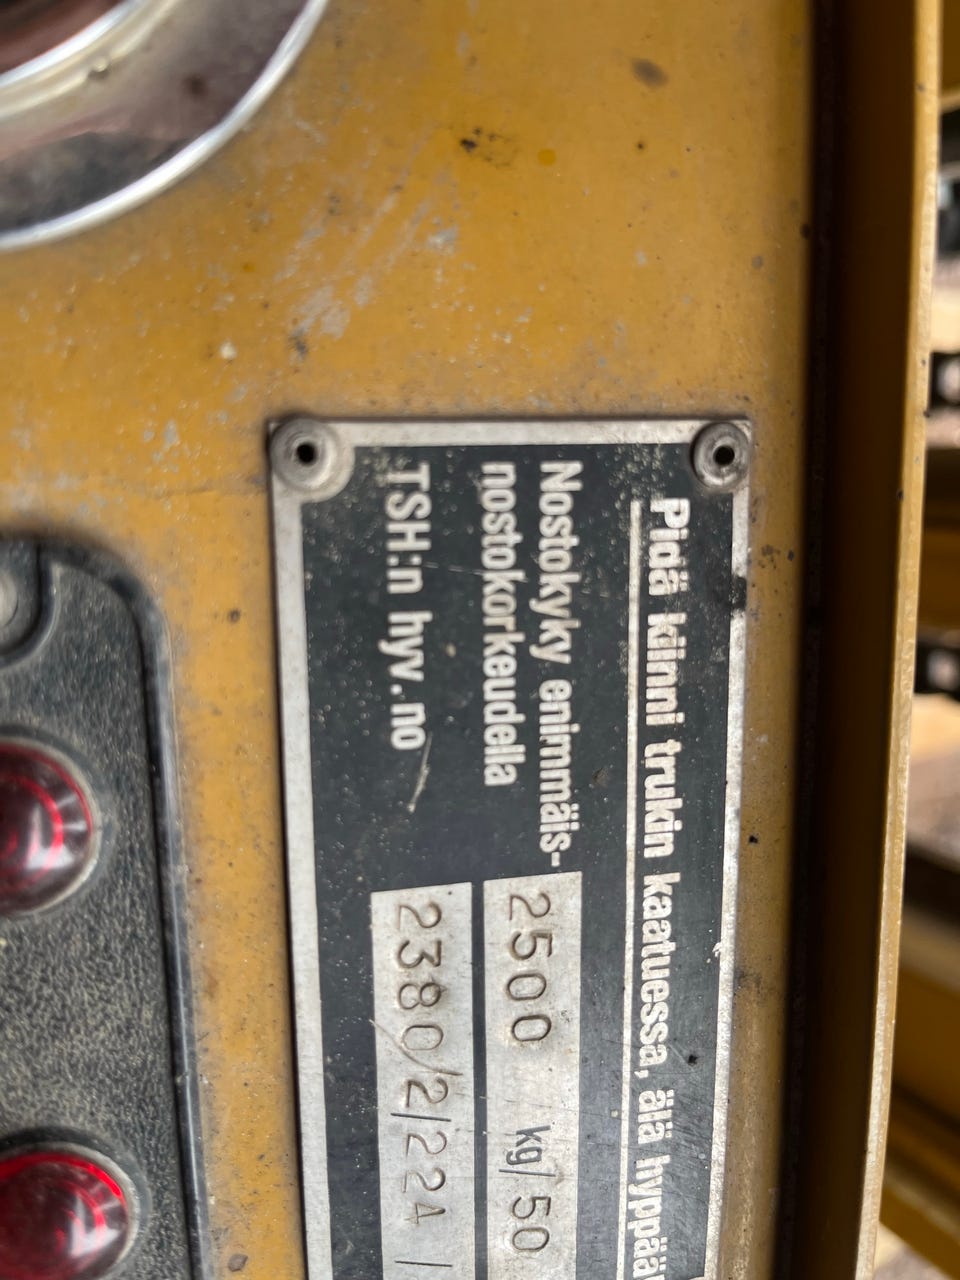 Pidä kiinni trukin kaatuessa, älä hyppää
Nostokyky enimmäis- 2500 kg/50
nostokorkeudella
TSH:n hyv.no 2380/2/224 /